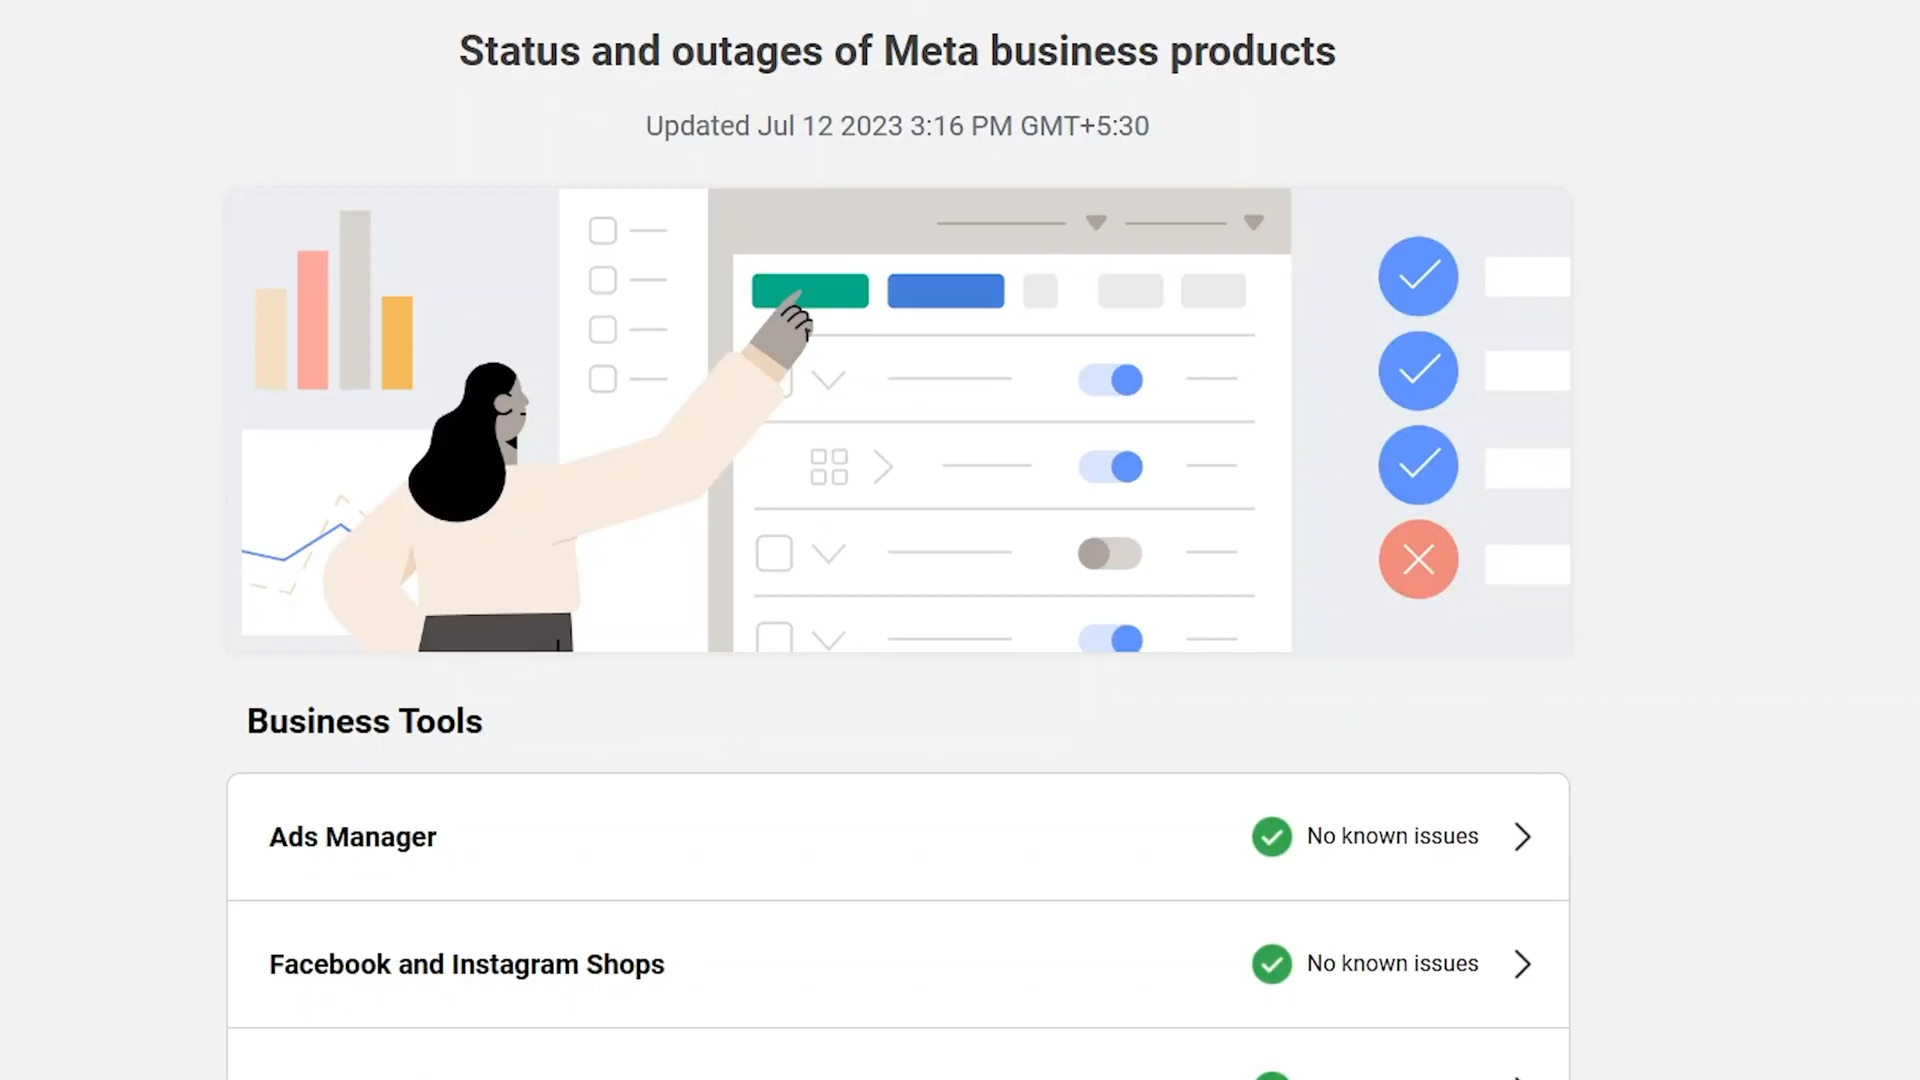 Status and outages of Meta business products
Updated Jul 12 2023 3:16 PM GMT+5:30
Business Tools
Ads Manager
No known issues
Facebook and Instagram Shops
No known issues